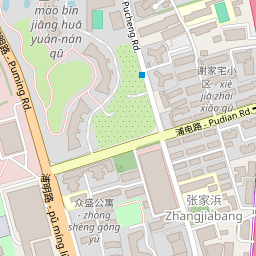 mào bīn
jiāng huā
yuán-nán
qū
Pucheng Rd
浦明路 - Puming Rd
谢家宅小
区 - xiè
jiā zhái
xiǎo qū
浦电路 - Pudian Rd
浦明路 - pǔ míng lù
众盛公寓
- zhòng
shèng gōng
yù
张家浜
Zhangjiabang